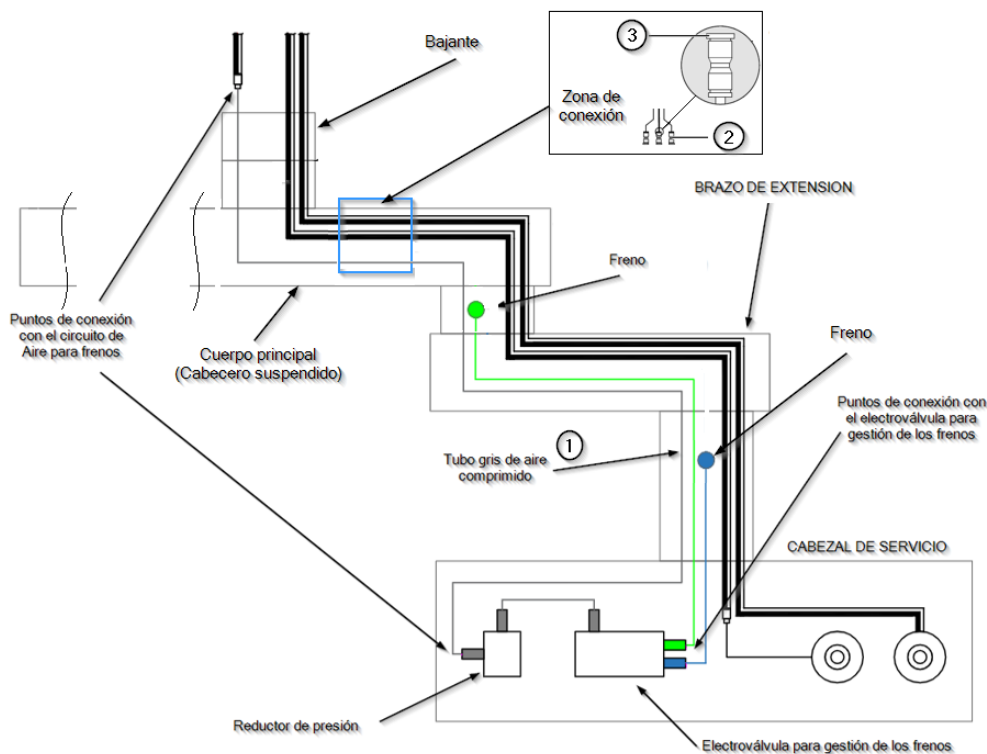 3
Bajante
Zona de
conexión
2
BRAZO DE EXTENSION
Freno
Puntos de conexión
con el circuito de
Aire para frenos
Cuerpo principal
(Cabecero suspendido)
Freno
Puntos de conexión con
el electroválvula para
gestión de los frenos
1
Tubo gris de aire
comprimido
CABEZAL DE SERVICIO
Reductor de presión
Electroválvula para gestión de los frenos